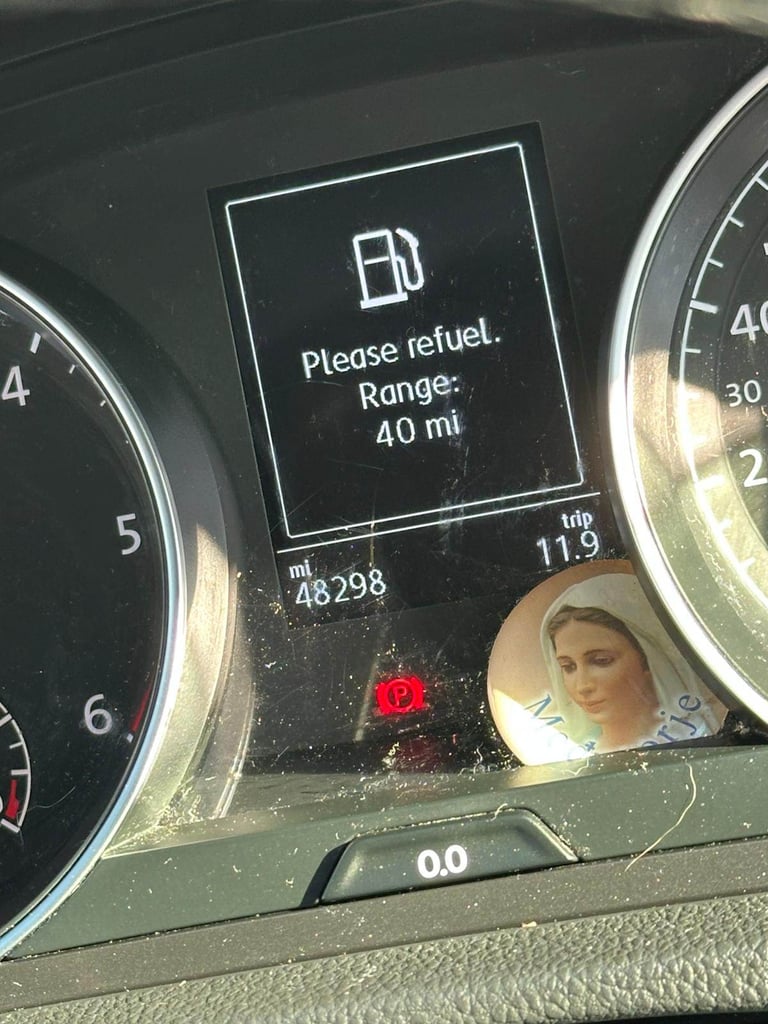 Please refuel.
Range:
40 mi
mi
48298
trip
11.9
4
5
6
40
30
P
0.0